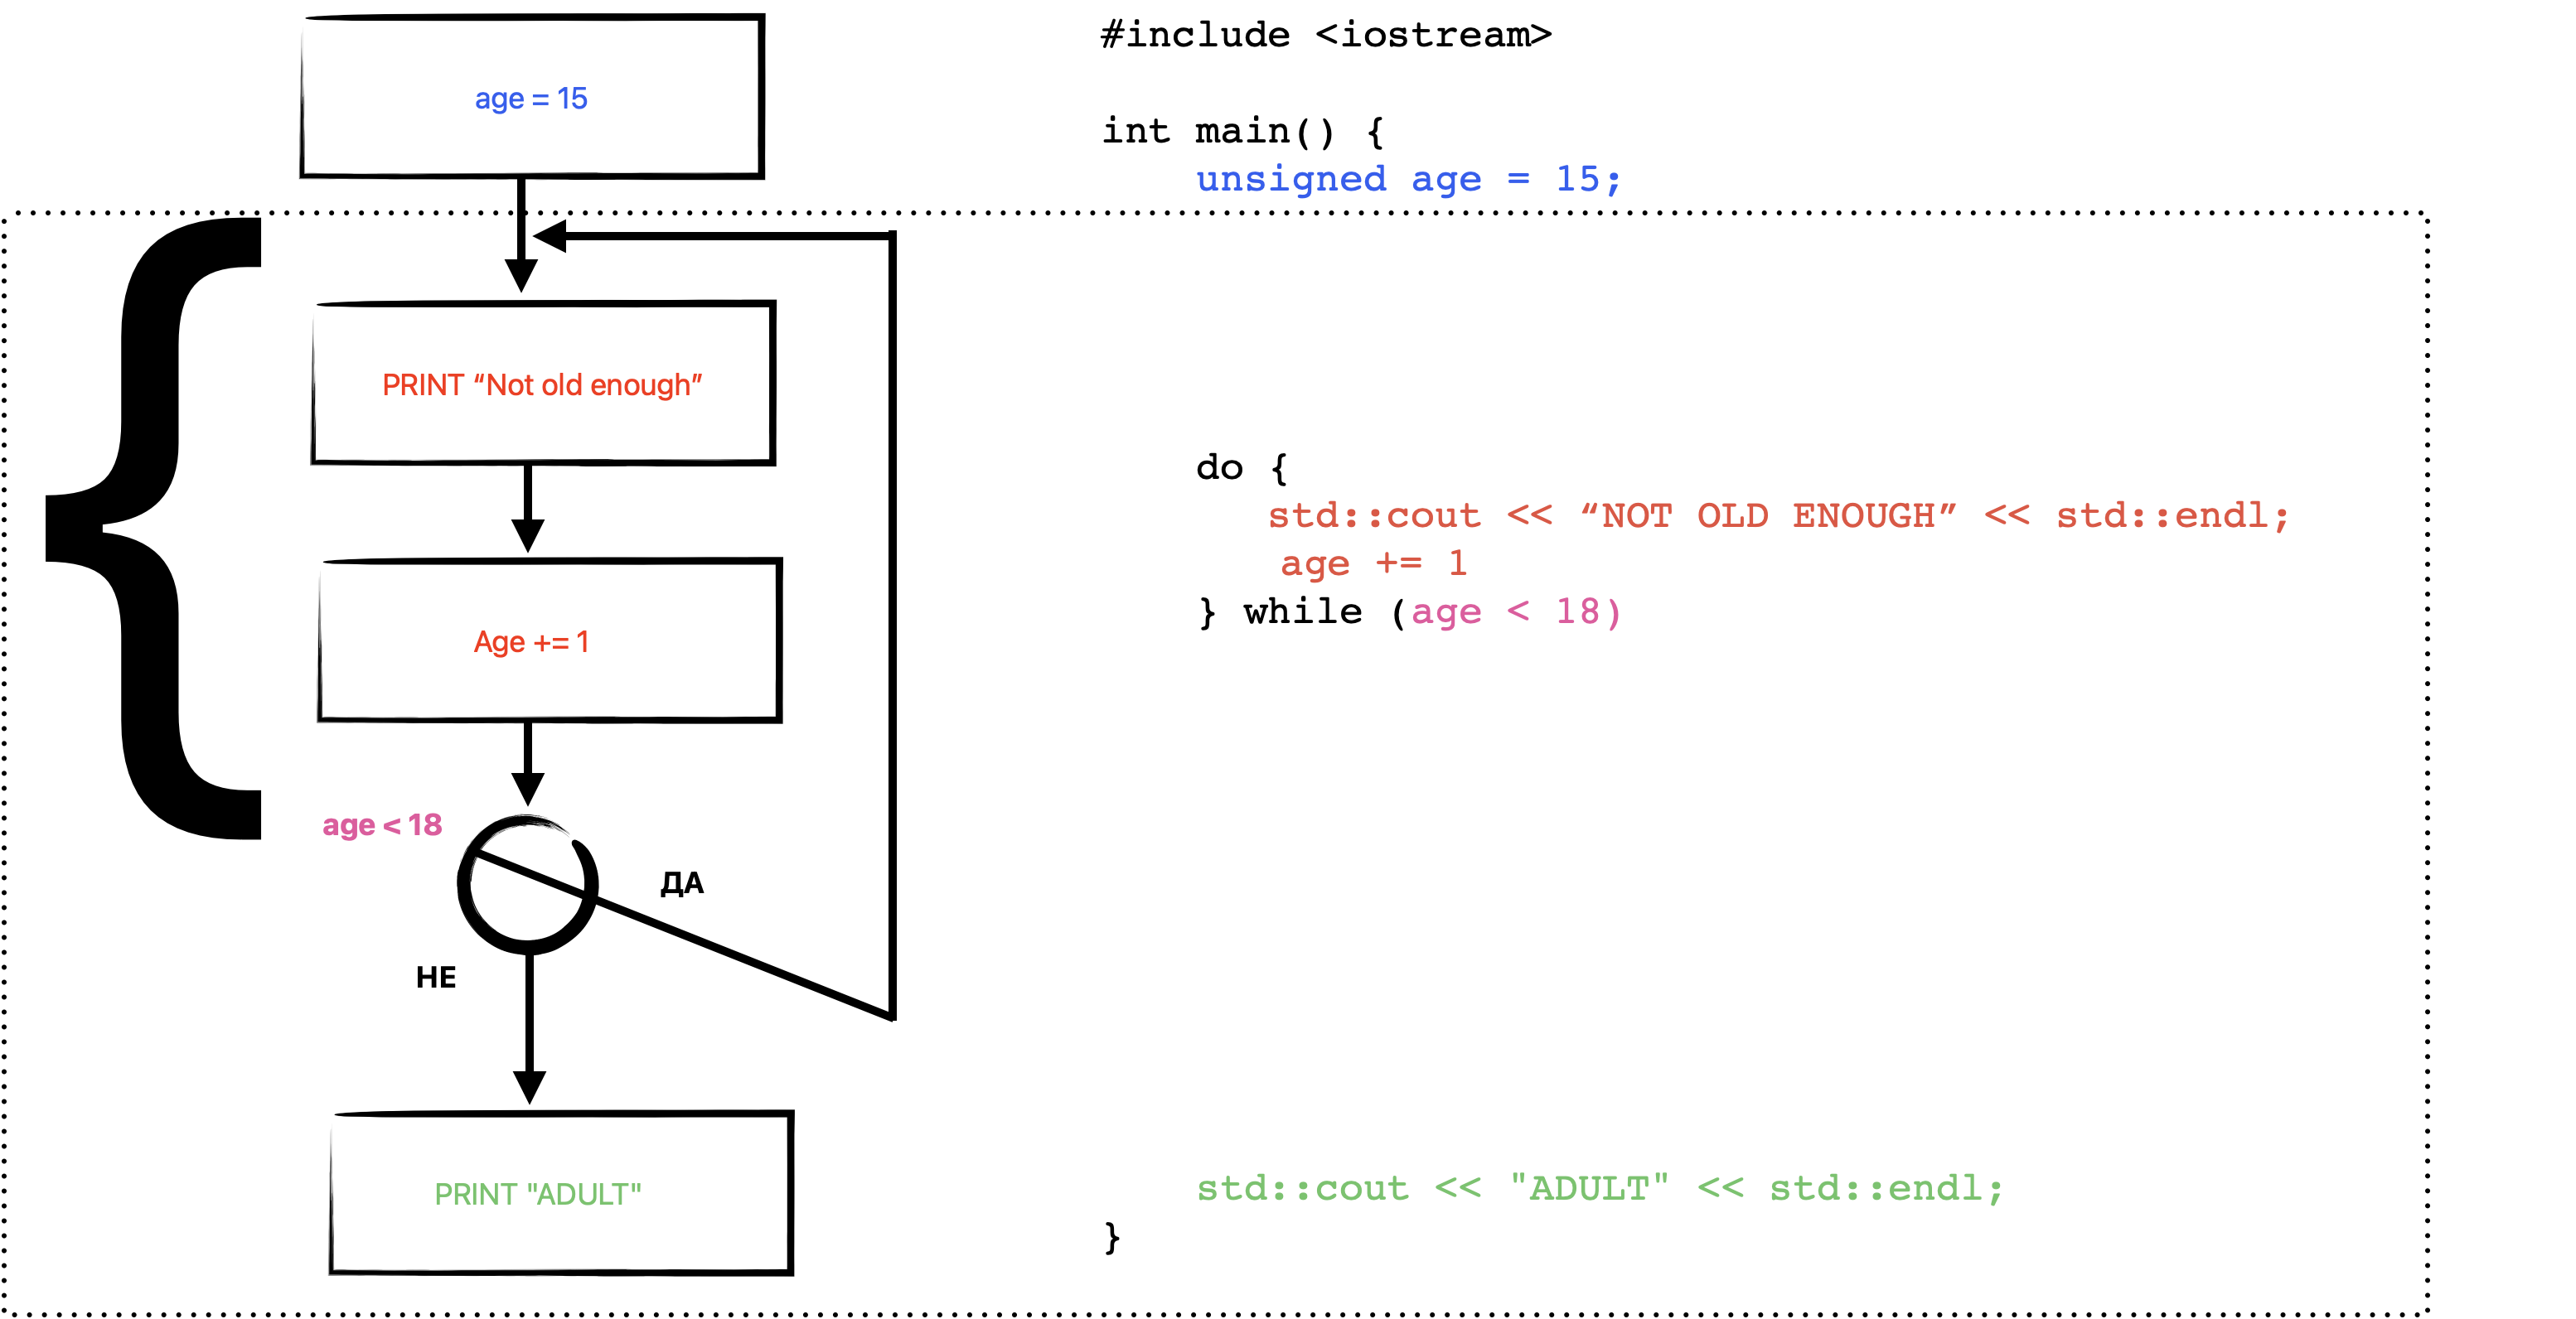 age = 15
PRINT “Not old enough”
Age += 1
age < 18
ДА
НЕ
PRINT "ADULT"
#include <iostream>
int main() {
unsigned age = 15;
do {
std::cout << “NOT OLD ENOUGH” << std::endl;
age += 1
} while (age < 18)
std::cout << "ADULT" << std::endl;
}